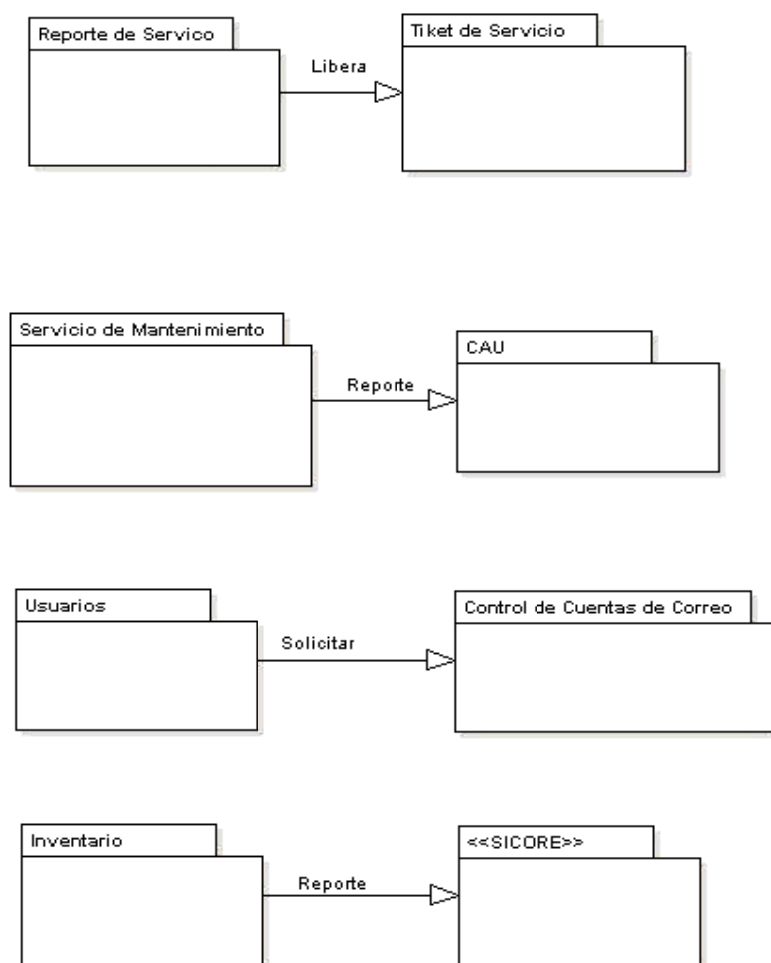 Reporte de Servico
Tiket de Servicio
Libera
Servicio de Mantenimiento
CAU
Reporte
Usuarios
Control de Cuentas de Correo
Solicitar
Inventario
<<SICORE>>
Reporte